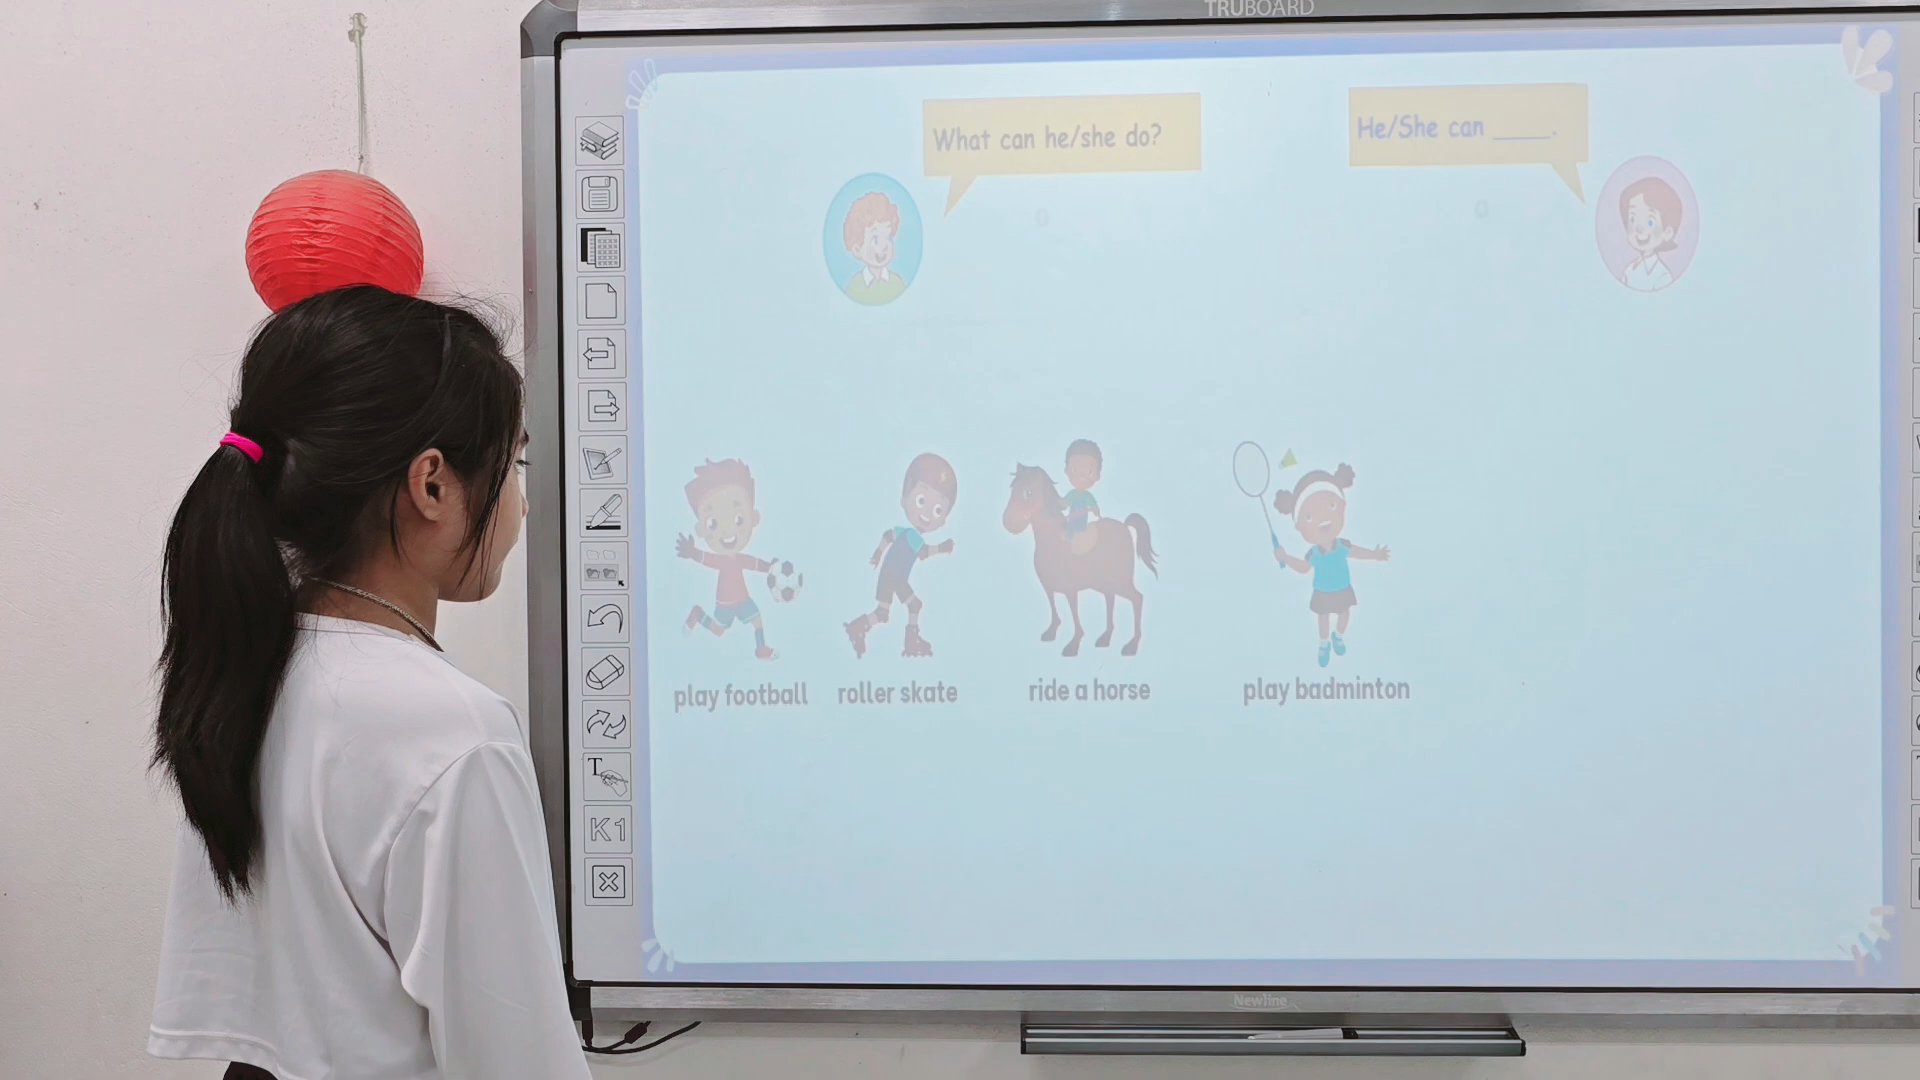 TRUBOARD
What can he/she do?
He/She can _____.
play football
roller skate
ride a horse
play badminton
T
K1
Newline